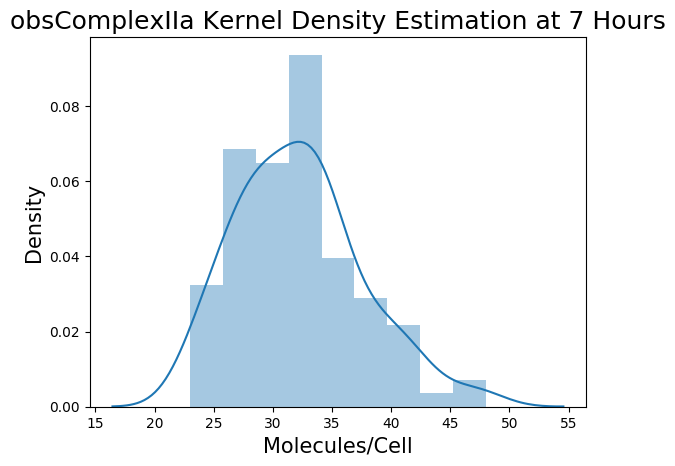 obsComplexIIa Kernel Density Estimation at 7 Hours
Density
0.08
0.06
0.04
0.02
0.00
15 20 25 30 35 40 45 50 55
Molecules/Cell